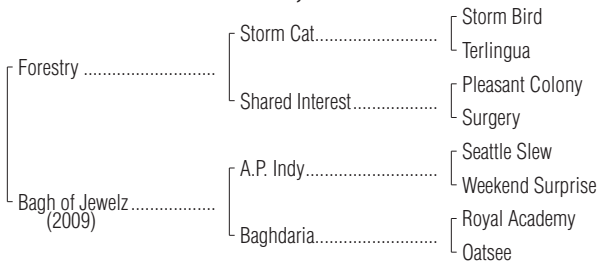 Storm Bird
Storm Cat
Terlingua
Forestry
Pleasant Colony
Shared Interest
Surgery
Seattle Slew
A.P. Indy
Weekend Surprise
Bagh of Jewelz
(2009)
Royal Academy
Baghdaria
Oatsee